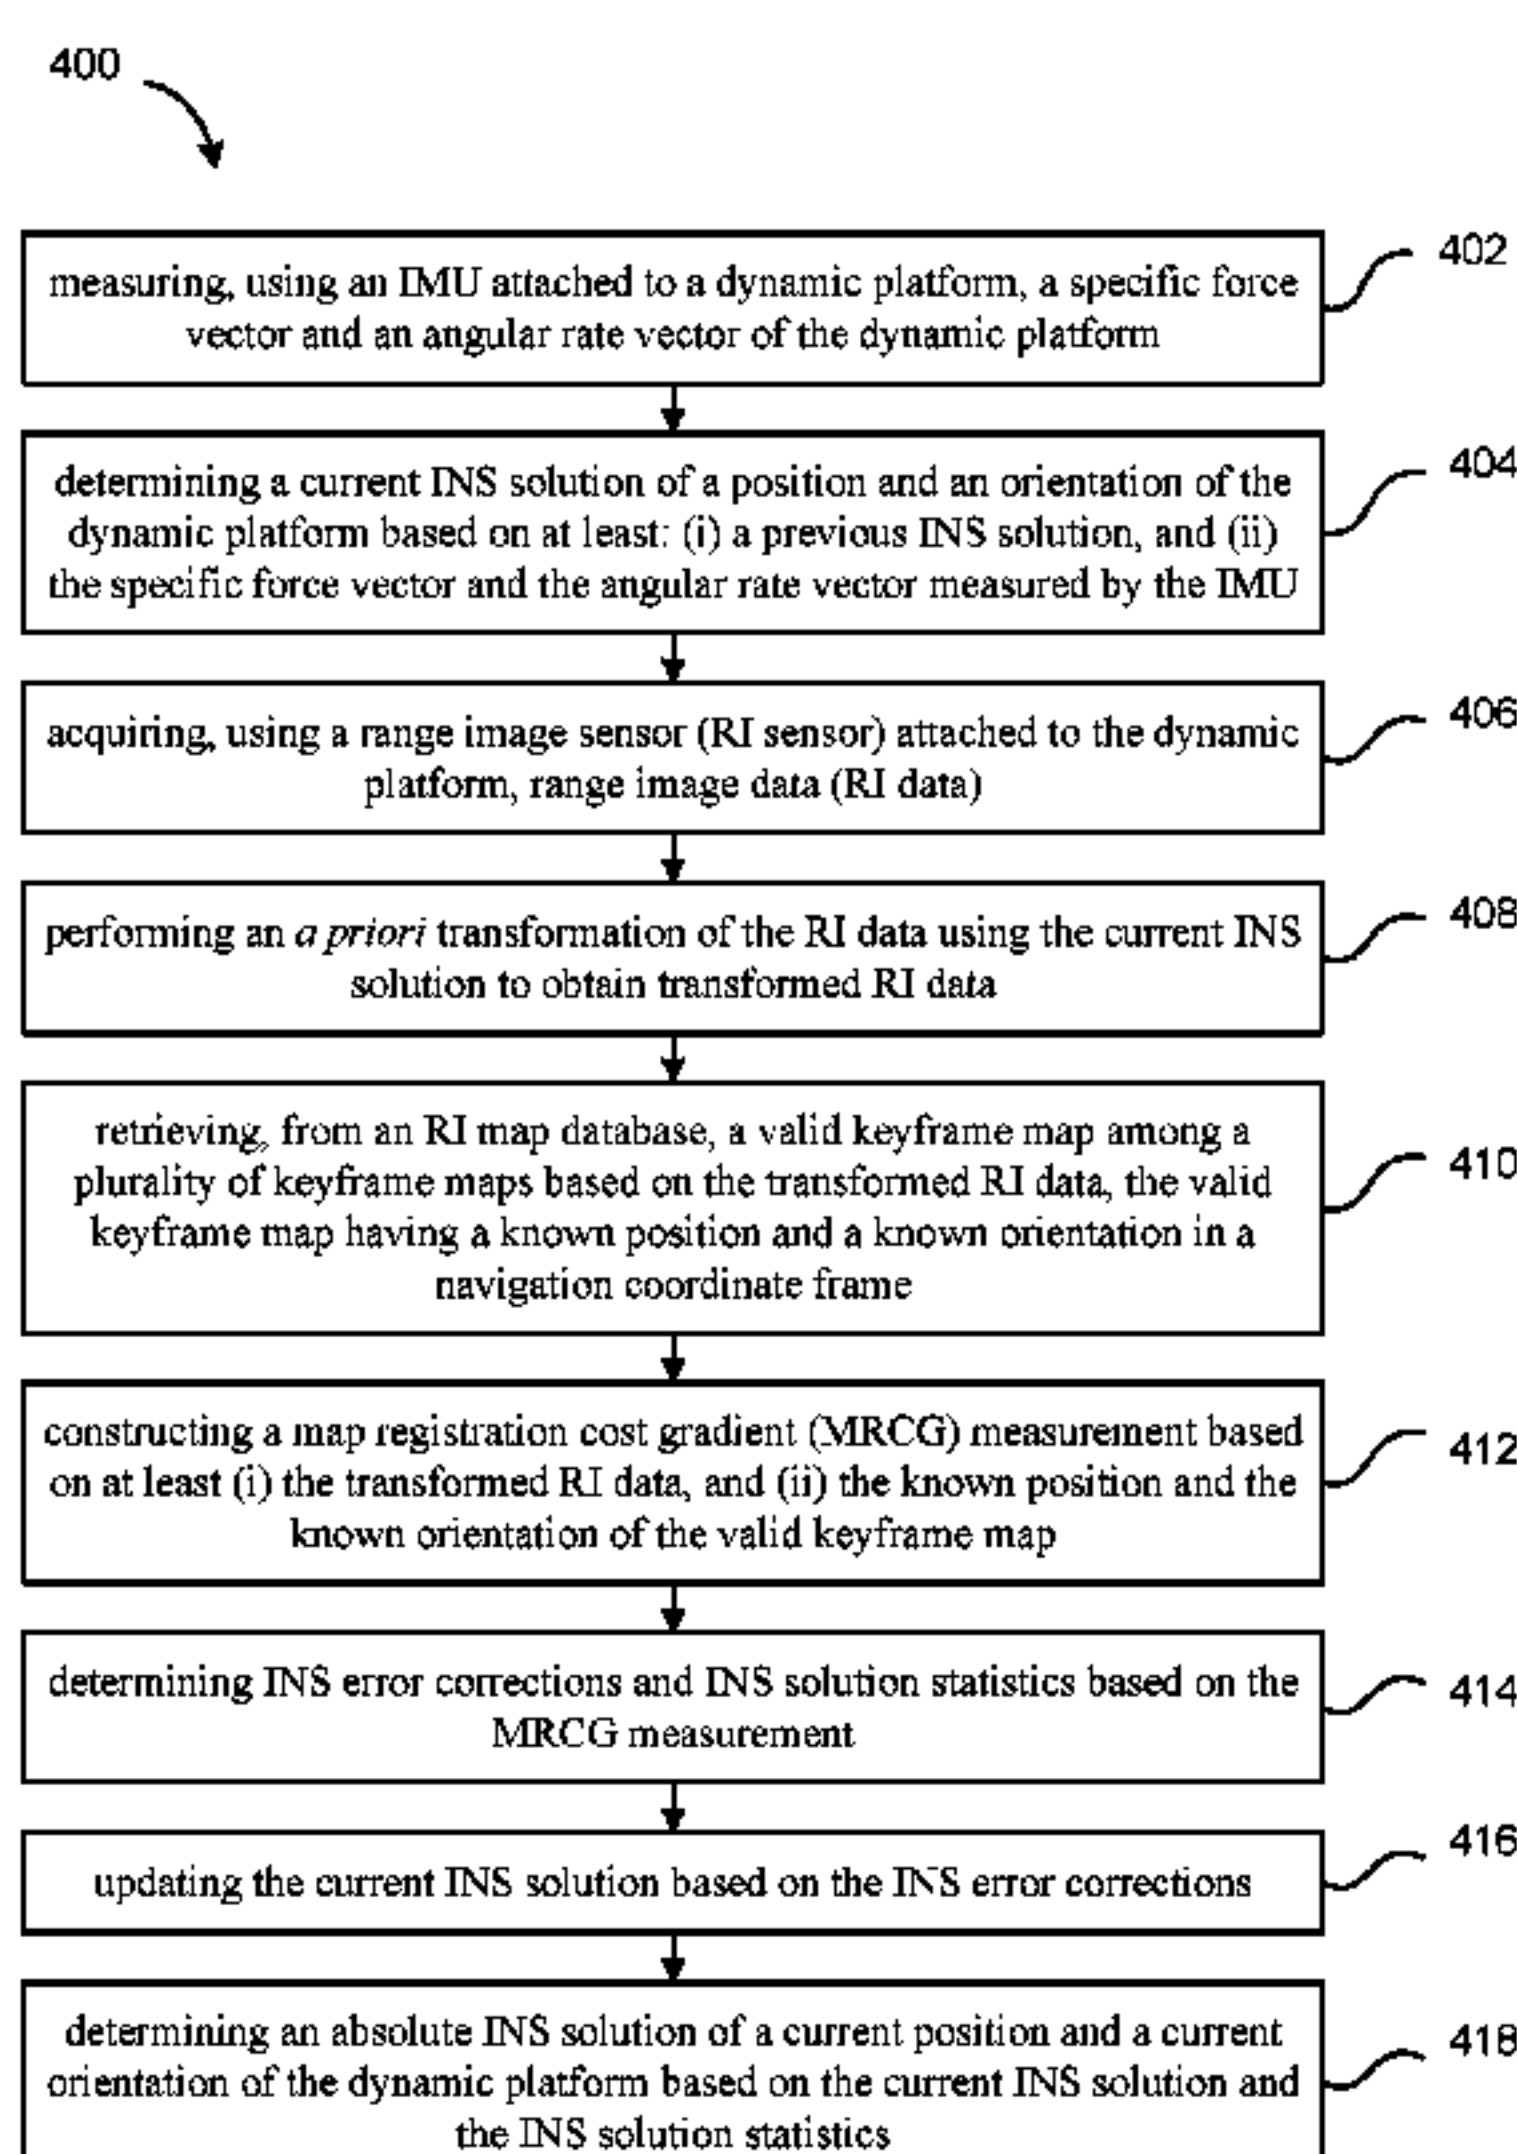 400
measuring, using an IMU attached to a dynamic platform, a specific force
vector and an angular rate vector of the dynamic platform
402
determining a current INS solution of a position and an orientation of the
dynamic platform based on at least: (i) a previous INS solution, and (ii)
the specific force vector and the angular rate vector measured by the IMU
404
acquiring, using a range image sensor (RI sensor) attached to the dynamic
platform, range image data (RI data)
406
performing an a priori transformation of the RI data using the current INS
solution to obtain transformed RI data
408
retrieving, from an RI map database, a valid keyframe map among a
plurality of keyframe maps based on the transformed RI data, the valid
keyframe map having a known position and a known orientation in a
navigation coordinate frame
410
constructing a map registration cost gradient (MRCG) measurement based
on at least (i) the transformed RI data, and (ii) the known position and the
known orientation of the valid keyframe map
412
determining INS error corrections and INS solution statistics based on the
MRCG measurement
414
updating the current INS solution based on the INS error corrections
416
determining an absolute INS solution of a current position and a current
orientation of the dynamic platform based on the current INS solution and
the INS solution statistics
418